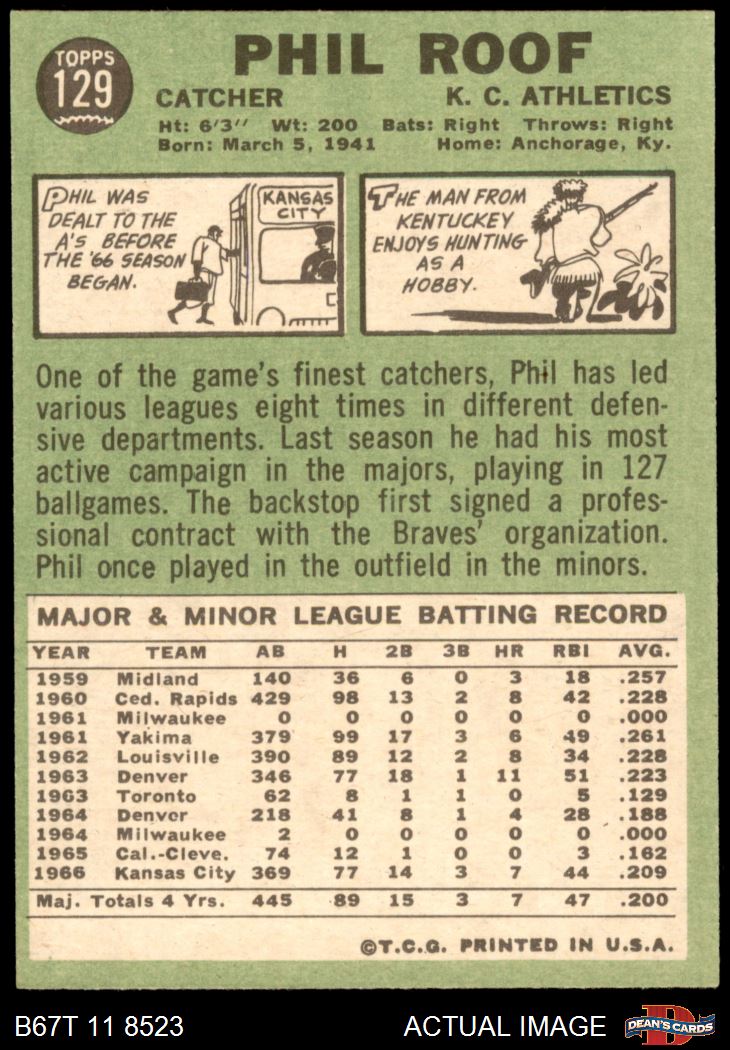 TOPPS
129
PHIL ROOF
CATCHER K. C. ATHLETICS
Ht: 6'3" Wt: 200 Bats: Right Throws: Right
Born: March 5, 1941 Home: Anchorage, Ky.
PHIL WAS
DEALT TO THE
A'S BEFORE
THE '66 SEASON
BEGAN.
KANSAS
CITY
THE MAN FROM
KENTUCKEY
ENJOYS HUNTING
AS A
HOBBY.
One of the game's finest catchers, Phil has led
various leagues eight times in different defen-
sive departments. Last season he had his most
active campaign in the majors, playing in 127
ballgames. The backstop first signed a profes-
sional contract with the Braves' organization.
Phil once played in the outfield in the minors.
MAJOR & MINOR LEAGUE BATTING RECORD
YEAR TEAM AB H 2B 3B HR RBI AVG.
1959 Midland 140 36 6 0 3 18 .257
1960 Ced. Rapids 429 98 13 2 8 42 .228
1961 Milwaukee 0 0 0 0 0 0 .000
1961 Yakima 379 99 17 3 6 49 .261
1962 Louisville 390 89 12 2 8 34 .228
1963 Denver 346 77 18 1 11 51 .223
1963 Toronto 62 8 1 1 0 5 .129
1964 Denver 218 41 8 1 4 28 .188
1964 Milwaukee 2 0 0 0 0 0 .000
1965 Cal.-Cleve. 74 12 1 0 0 3 .162
1966 Kansas City 369 77 14 3 7 44 .209
Maj. Totals 4 Yrs. 445 89 15 3 7 47 .200
©T.C.G. PRINTED IN U.S.A.
B67T 11 8523 ACTUAL IMAGE
D
DEAN'S CARDS